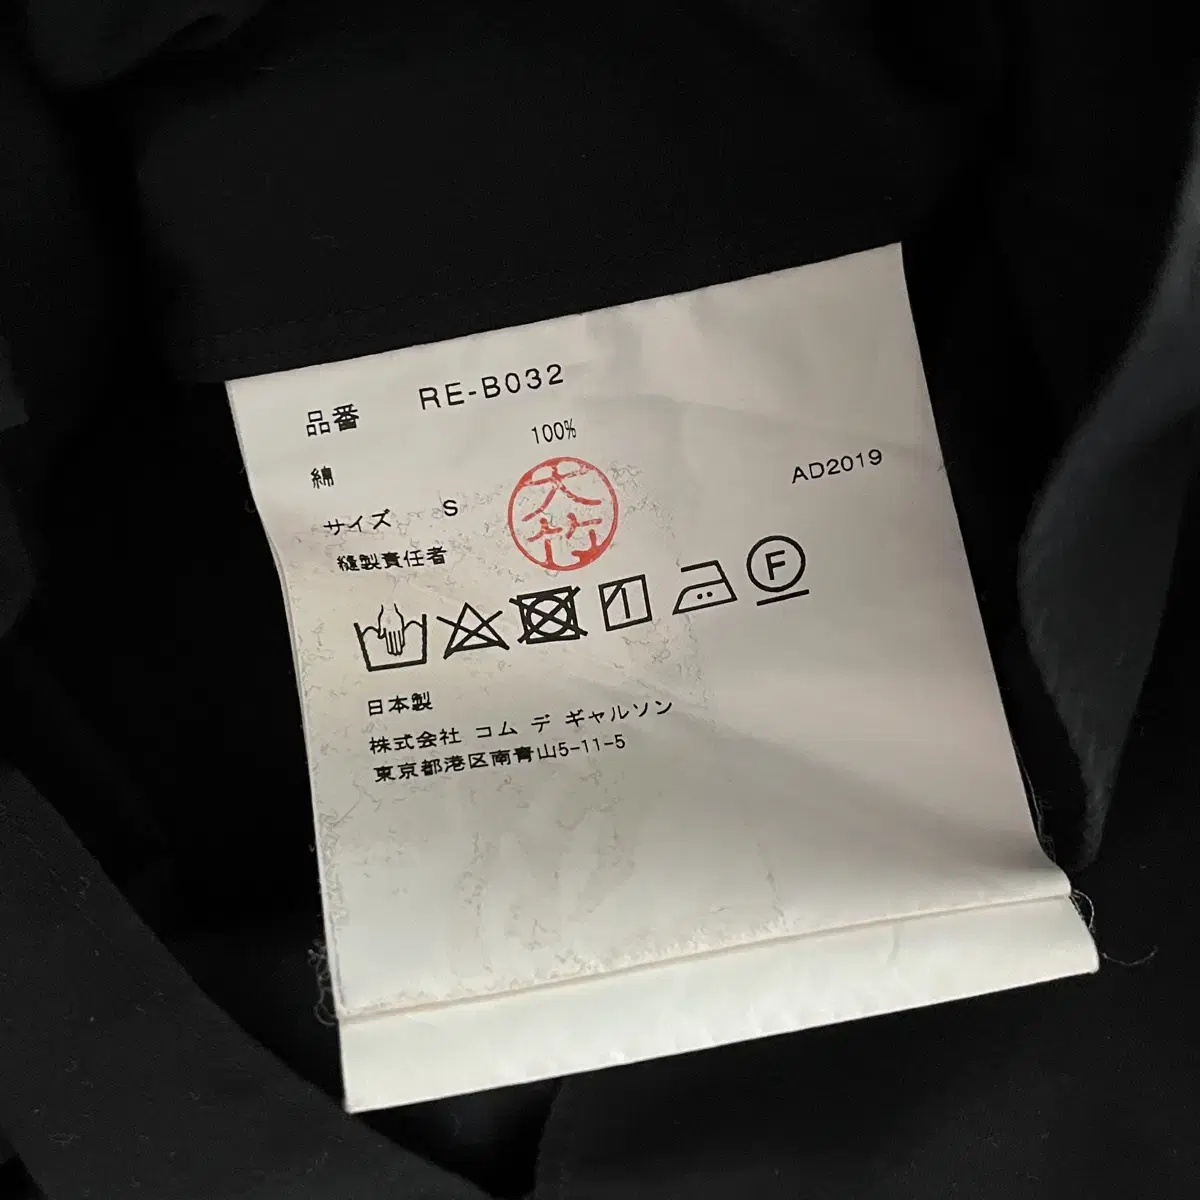 品番 RE-B032
綿 100%
サイズ S AD2019
縫製責任者 大竹
F
日本製
株式会社 コム デ ギャルソン
東京都港区南青山5-11-5